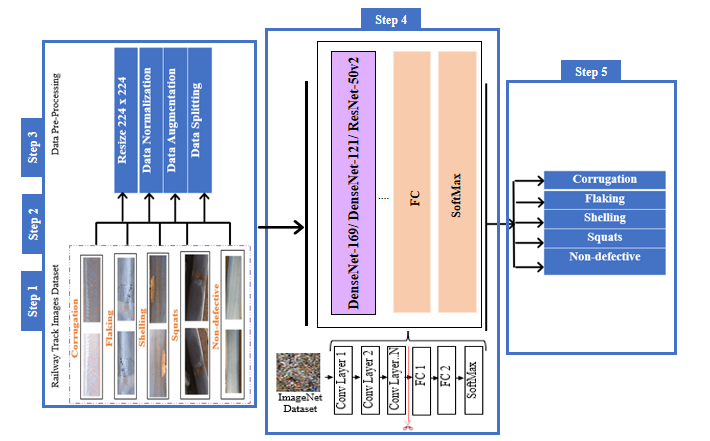 Step 1
Step 2
Step 3
Railway Track Images Dataset
Data Pre-Processing
Corrugation
Flaking
Shelling
Squats
Non-defective
Resize 224 x 224
Data Normalization
Data Augmentation
Data Splitting
Step 4
DenseNet-169/ DenseNet-121/ ResNet-50v2
....
FC
SoftMax
ImageNet
Dataset
Conv Layer 1
Conv Layer 2
Conv Layer..N
FC 1
FC 2
SoftMax
Step 5
Corrugation
Flaking
Shelling
Squats
Non-defective